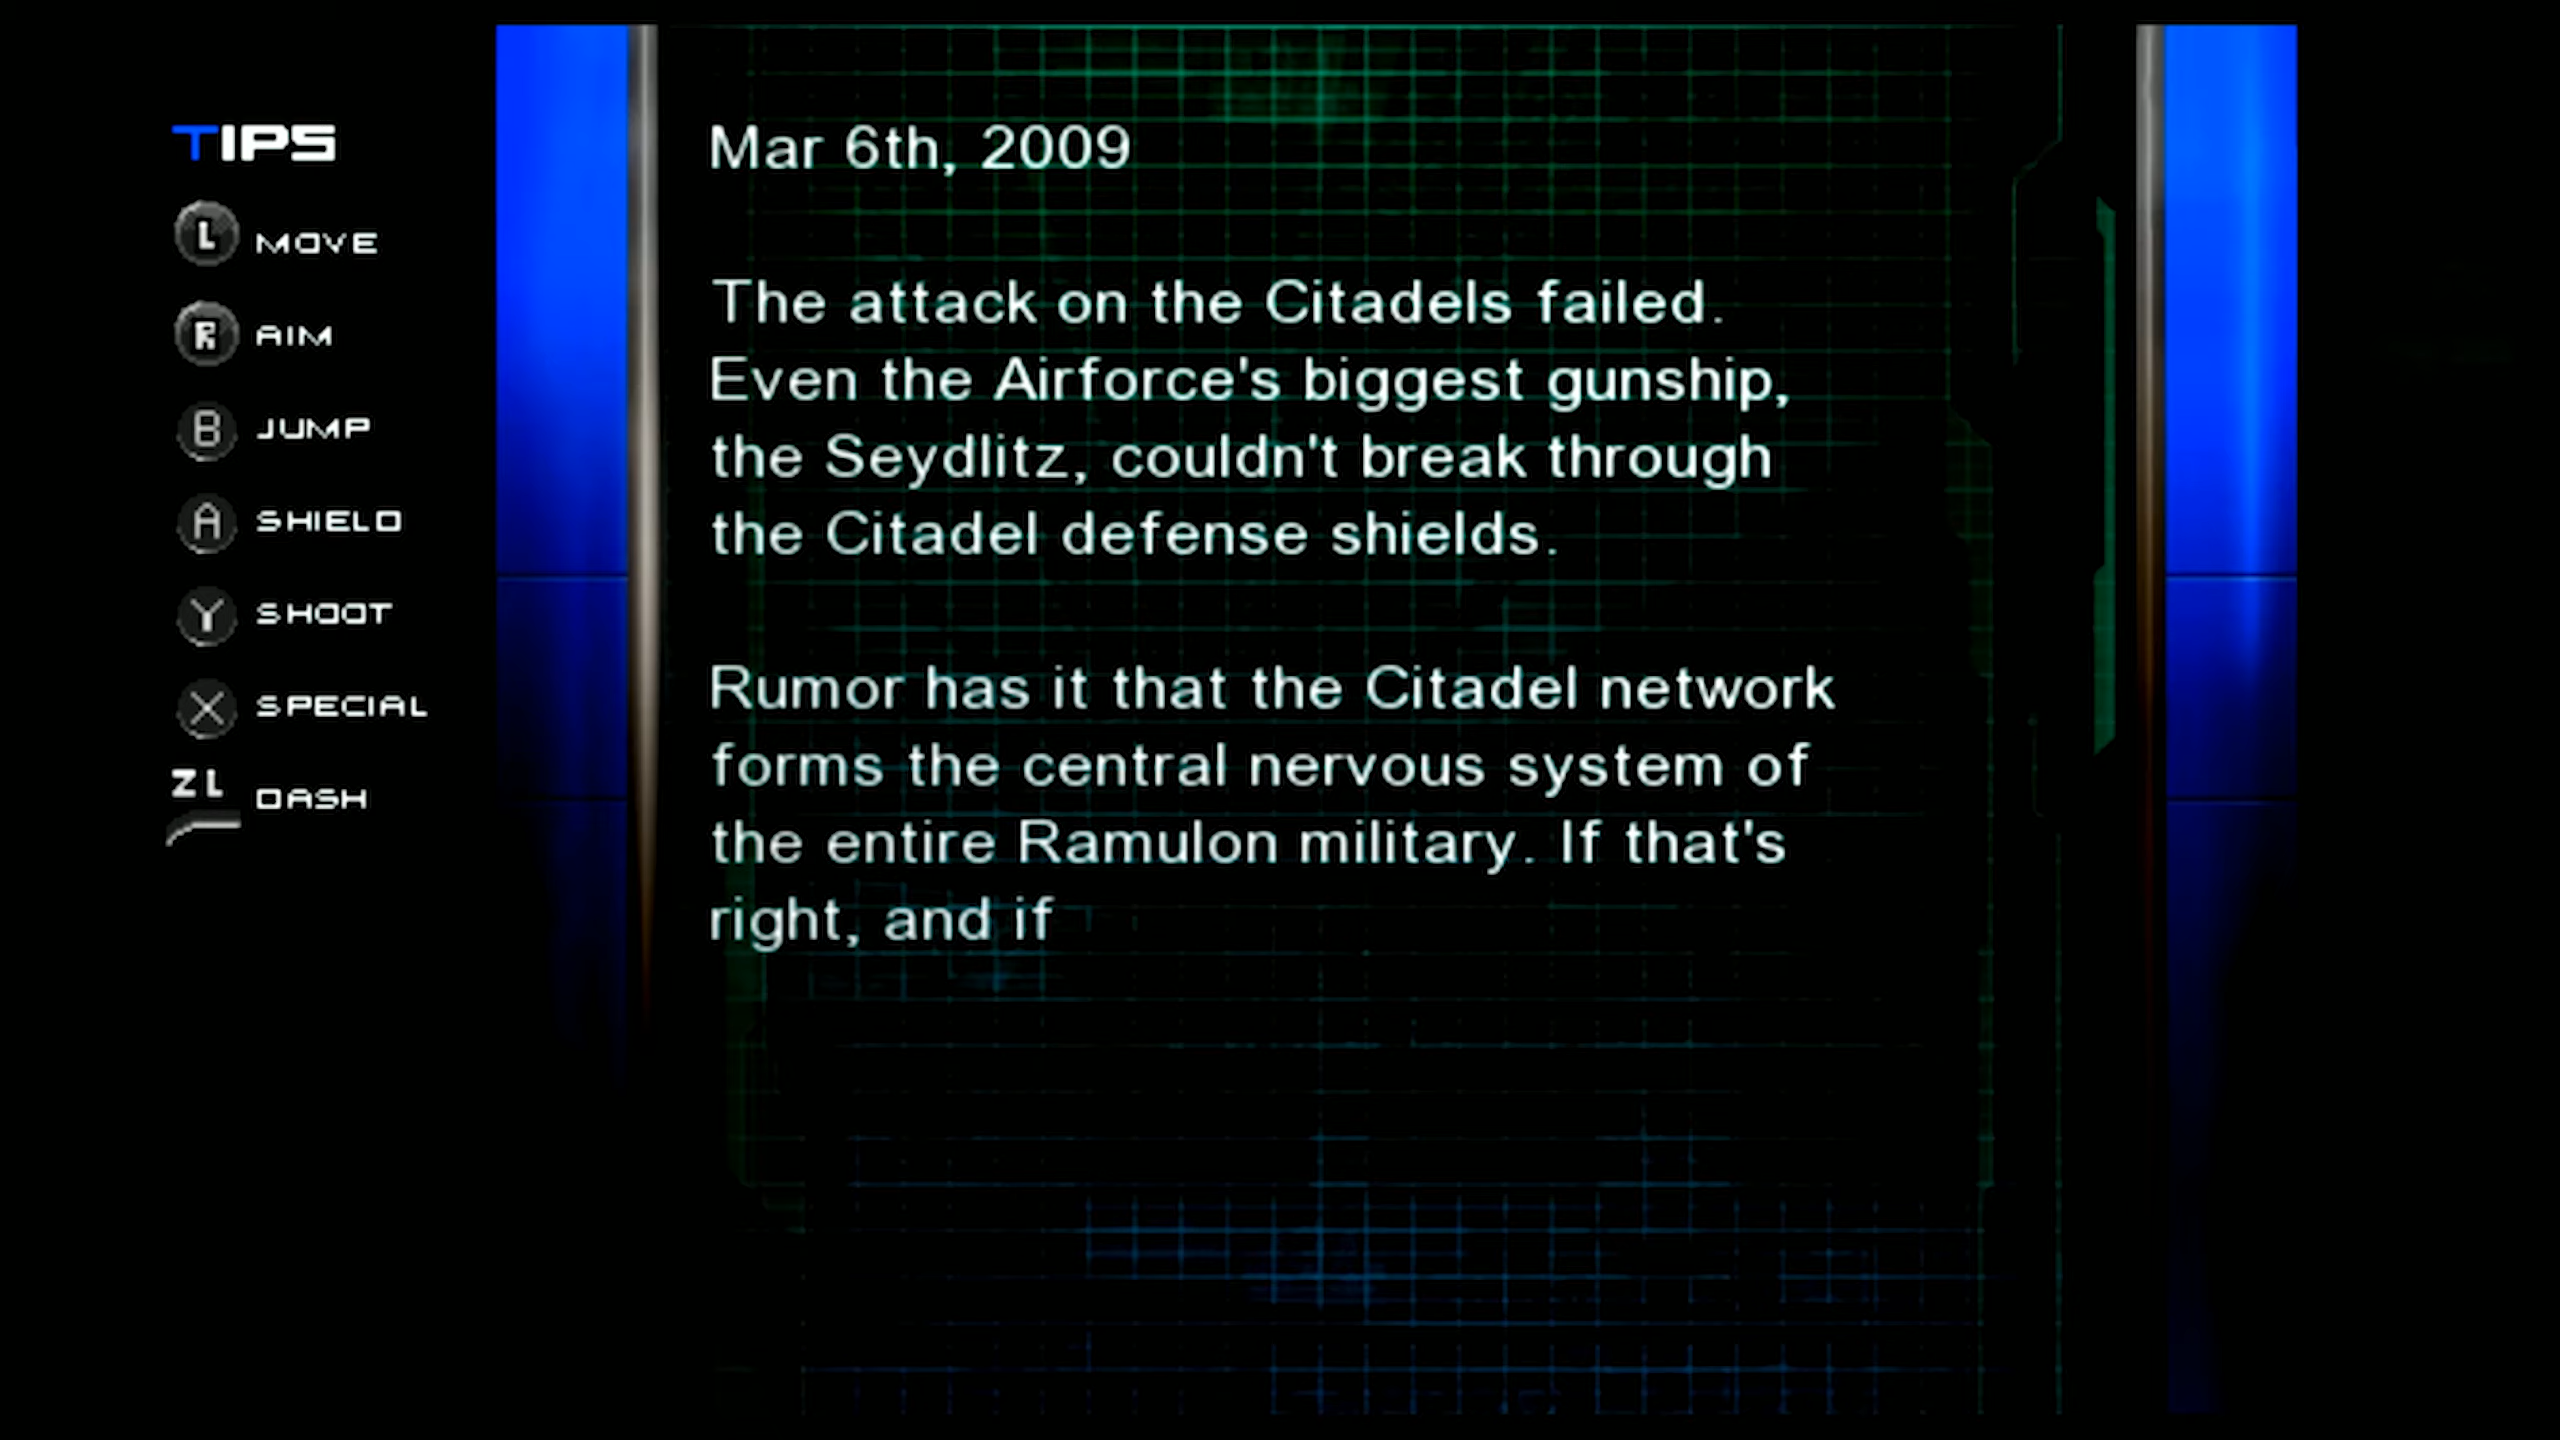 TIPS
L MOVE
R AIM
B JUMP
A SHIELD
Y SHOOT
X SPECIAL
ZL DASH
Mar 6th, 2009
The attack on the Citadels failed.
Even the Airforce's biggest gunship,
the Seydlitz, couldn't break through
the Citadel defense shields.
Rumor has it that the Citadel network
forms the central nervous system of
the entire Ramulon military. If that's
right, and if